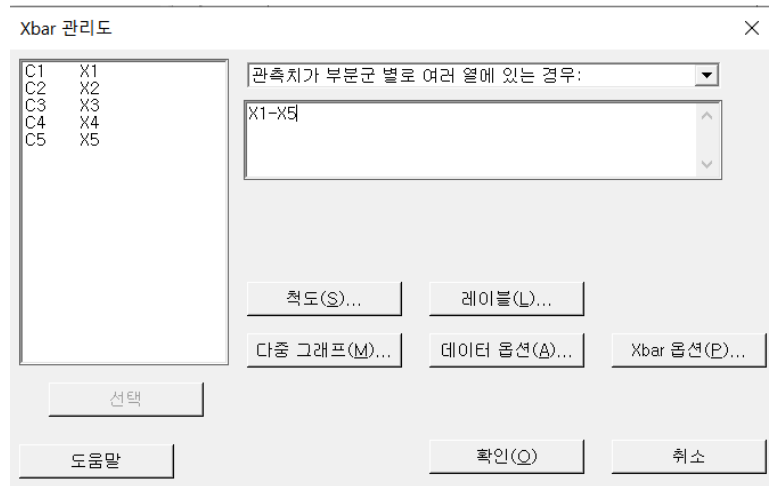 Xbar 관리도
C1 X1
C2 X2
C3 X3
C4 X4
C5 X5
관측치가 부분군 별로 여러 열에 있는 경우:
X1-X5
척도(S)...
레이블(L)...
다중 그래프(M)...
데이터 옵션(A)...
Xbar 옵션(P)...
선택
도움말
확인(O)
취소